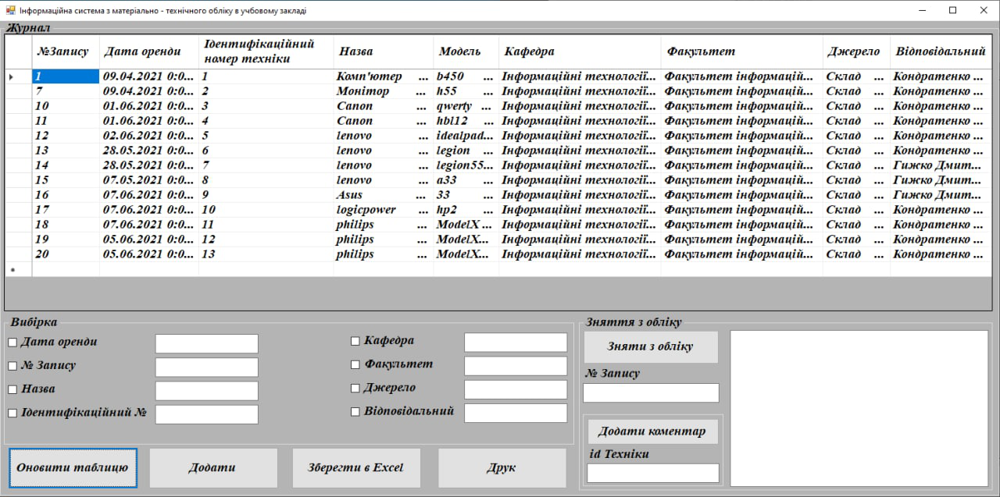 Інформаційна система з матеріально - технічного обліку в учбовому закладі
Журнал
№Запису Дата оренди Ідентифікаційний номер техніки Назва Модель Кафедра Факультет Джерело Відповідальний
1 09.04.2021 0:0... 1 Комп'ютер ... b450 ... Інформаційні технології... Факультет інформацій... Склад ... Кондратенко ...
7 09.04.2021 0:0... 2 Монітор ... h55 ... Інформаційні технології... Факультет інформацій... Склад ... Кондратенко ...
10 01.06.2021 0:0... 3 Canon ... qwerty ... Інформаційні технології... Факультет інформацій... Склад ... Кондратенко ...
11 01.06.2021 0:0... 4 Canon ... hbl12 ... Інформаційні технології... Факультет інформацій... Склад ... Кондратенко ...
12 02.06.2021 0:0... 5 lenovo ... idealpad... Інформаційні технології... Факультет інформацій... Склад ... Кондратенко ...
13 28.05.2021 0:0... 6 lenovo ... legion ... Інформаційні технології... Факультет інформацій... Склад ... Кондратенко ...
14 28.05.2021 0:0... 7 lenovo ... legion55... Інформаційні технології... Факультет інформацій... Склад ... Гижко Дмит...
15 07.05.2021 0:0... 8 lenovo ... a33 ... Інформаційні технології... Факультет інформацій... Склад ... Гижко Дмит...
16 07.06.2021 0:0... 9 Asus ... 33 ... Інформаційні технології... Факультет інформацій... Склад ... Гижко Дмит...
17 07.06.2021 0:0... 10 logicpower ... hp2 ... Інформаційні технології... Факультет інформацій... Склад ... Кондратенко ...
18 07.06.2021 0:0... 11 philips ... ModelX ... Інформаційні технології... Факультет інформацій... Склад ... Кондратенко ...
19 05.06.2021 0:0... 12 philips ... ModelX... Інформаційні технології... Факультет інформацій... Склад ... Кондратенко ...
20 05.06.2021 0:0... 13 philips ... ModelX... Інформаційні технології... Факультет інформацій... Склад ... Кондратенко ...
Вибірка
Дата оренди
№ Запису
Назва
Ідентифікаційний №
Кафедра
Факультет
Джерело
Відповідальний
Оновити таблицю
Додати
Зберегти в Excel
Друк
Зняття з обліку
Зняти з обліку
№ Запису
Додати коментар
id Техніки